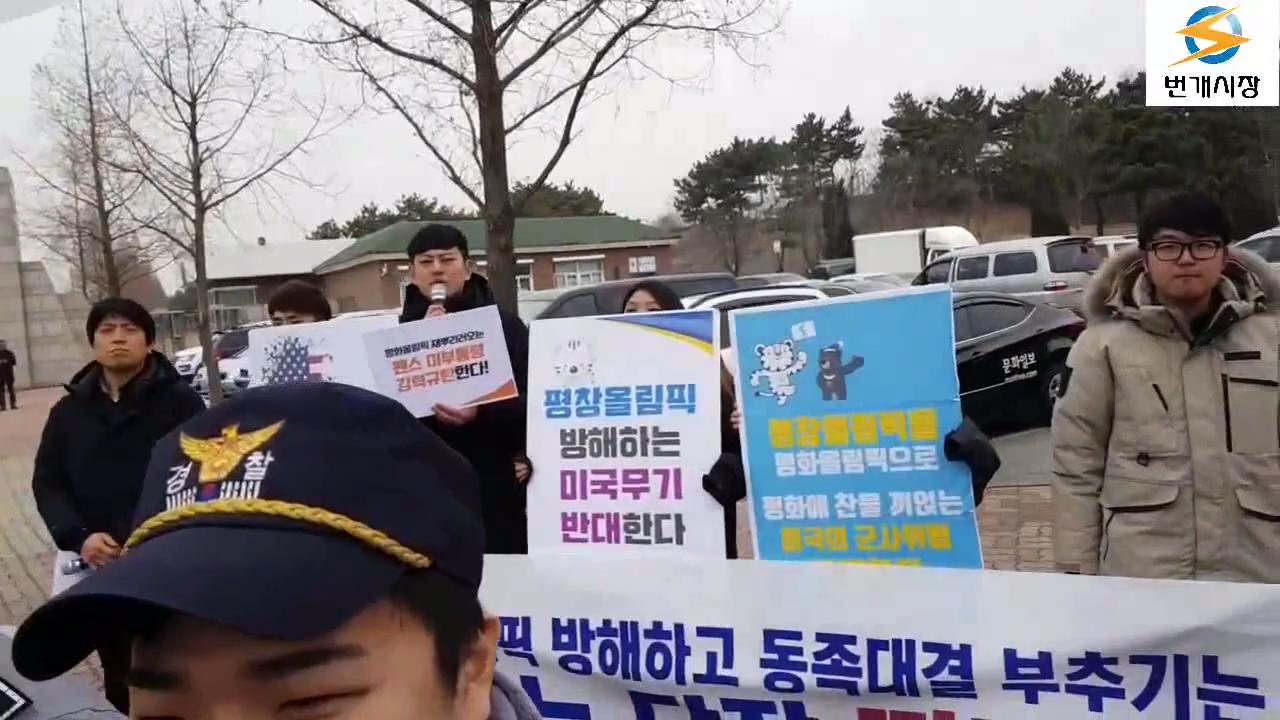 번개시장
평화올림픽 재뿌리러오는
펜스 미부통령
강력규탄한다!
평창올림픽
방해하는
미국무기
반대한다
평창올림픽을
평화올림픽으로
평화에 찬물 끼얹는
미국의 군사위협
문화일보
경찰
픽 방해하고 동족대결 부추기는